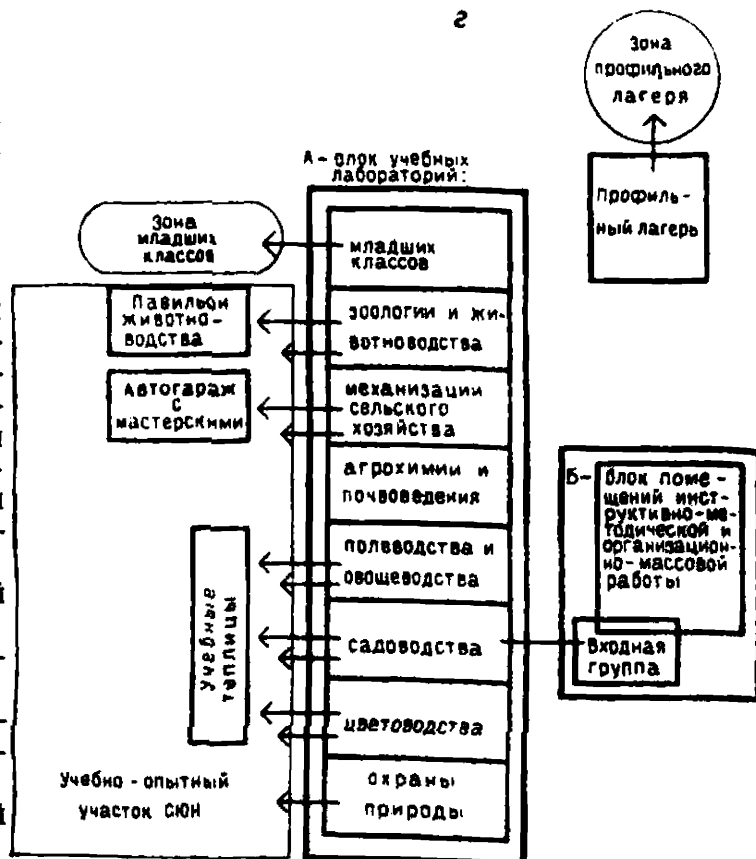 г
Зона
профильного
лагеря
Профиль-
ный лагерь
А - блок учебных
лабораторий:
Зона
младших
классов
младших
классов
Павильон
животно-
водства
зоологии и жи-
вотноводства
Автогараж
с
мастерскими
механизации
сельского
хозяйства
агрохимии и
почвоведения
Б- блок поме-
щений инст-
руктивно-ме-
тодической и
организацион-
но-массовой
работы
полеводства и
овощеводства
Учебные
теплицы
садоводства
Входная
группа
цветоводства
Учебно-опытный
участок СЮН
охраны
природы